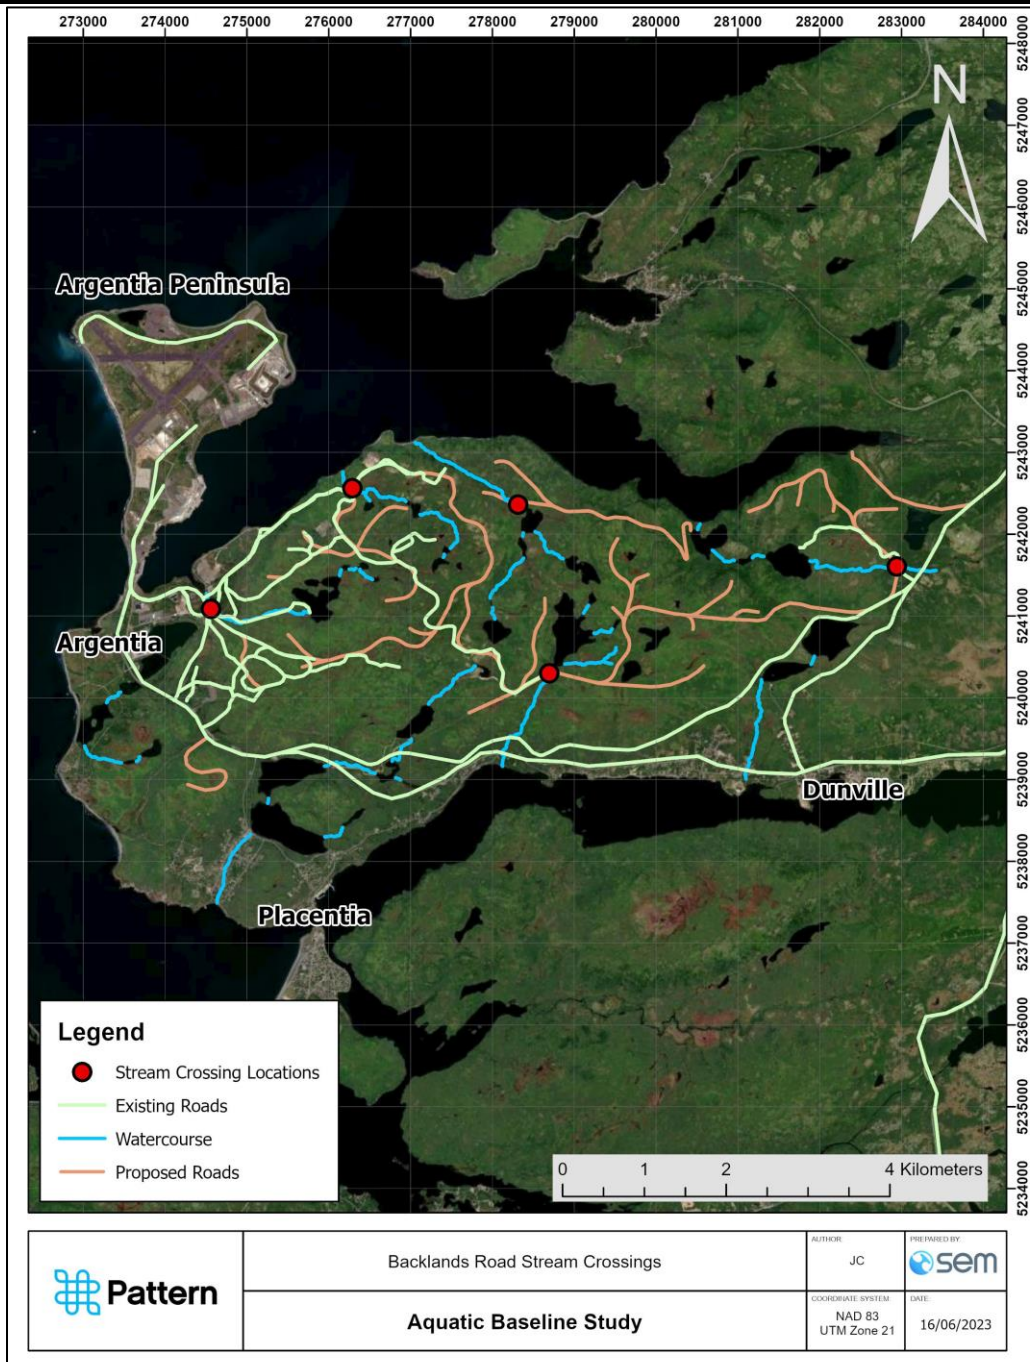 273000 274000 275000 276000 277000 278000 279000 280000 281000 282000 283000 284000
5248000
5247000
5246000
5245000
5244000
5243000
5242000
5241000
5240000
5239000
5238000
5237000
5236000
5235000
5234000
N
Argentia Peninsula
Argentia
Dunville
Placentia
Legend
Stream Crossing Locations
Existing Roads
Watercourse
Proposed Roads
0 1 2 4 Kilometers
Pattern
Backlands Road Stream Crossings
Aquatic Baseline Study
AUTHOR
JC
PREPARED BY:
sem
COORDINATE SYSTEM
NAD 83
UTM Zone 21
DATE:
16/06/2023